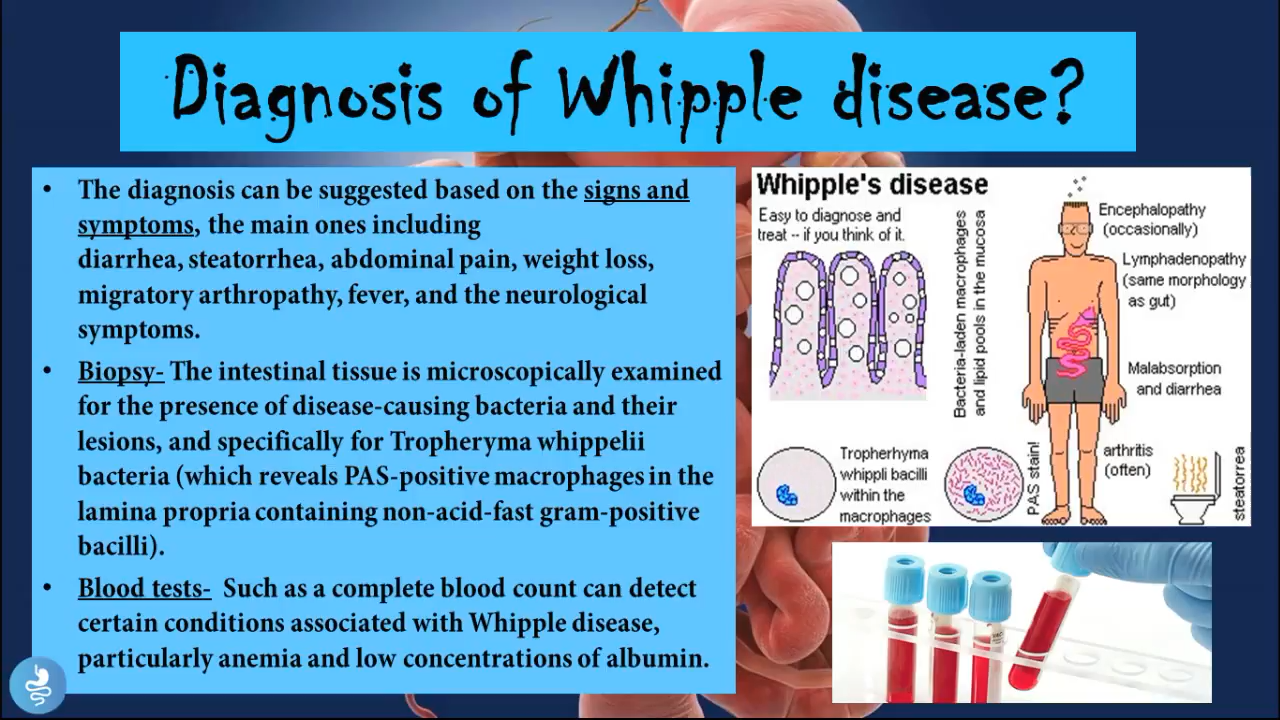 Diagnosis of Whipple disease?
• The diagnosis can be suggested based on the signs and
symptoms, the main ones including
diarrhea, steatorrhea, abdominal pain, weight loss,
migratory arthropathy, fever, and the neurological
symptoms.
• Biopsy- The intestinal tissue is microscopically examined
for the presence of disease-causing bacteria and their
lesions, and specifically for Tropheryma whippelii
bacteria (which reveals PAS-positive macrophages in the
lamina propria containing non-acid-fast gram-positive
bacilli).
• Blood tests- Such as a complete blood count can detect
certain conditions associated with Whipple disease,
particularly anemia and low concentrations of albumin.
Whipple's disease
Easy to diagnose and
treat -- if you think of it.
Bacteria-laden macrophages
and lipid pools in the mucosa
Encephalopathy
(occasionally)
Lymphadenopathy
(same morphology
as gut)
Malabsorption
and diarrhea
Tropherhyma
whippli bacilli
within the
macrophages
PAS stain!
arthritis
(often)
steatorrea